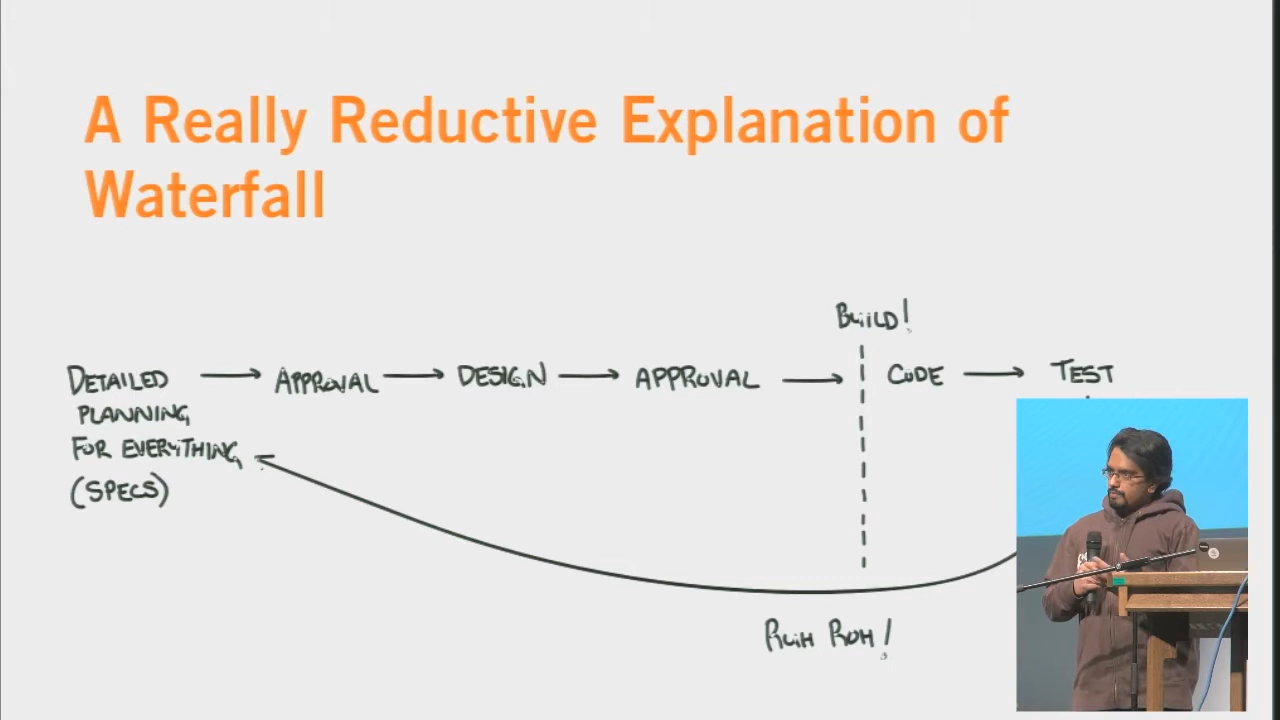 A Really Reductive Explanation of
Waterfall
BUILD!
DETAILED
PLANNING
FOR EVERYTHING
(SPECS)
APPROVAL
DESIGN
APPROVAL
CODE
TEST
RUH ROH!